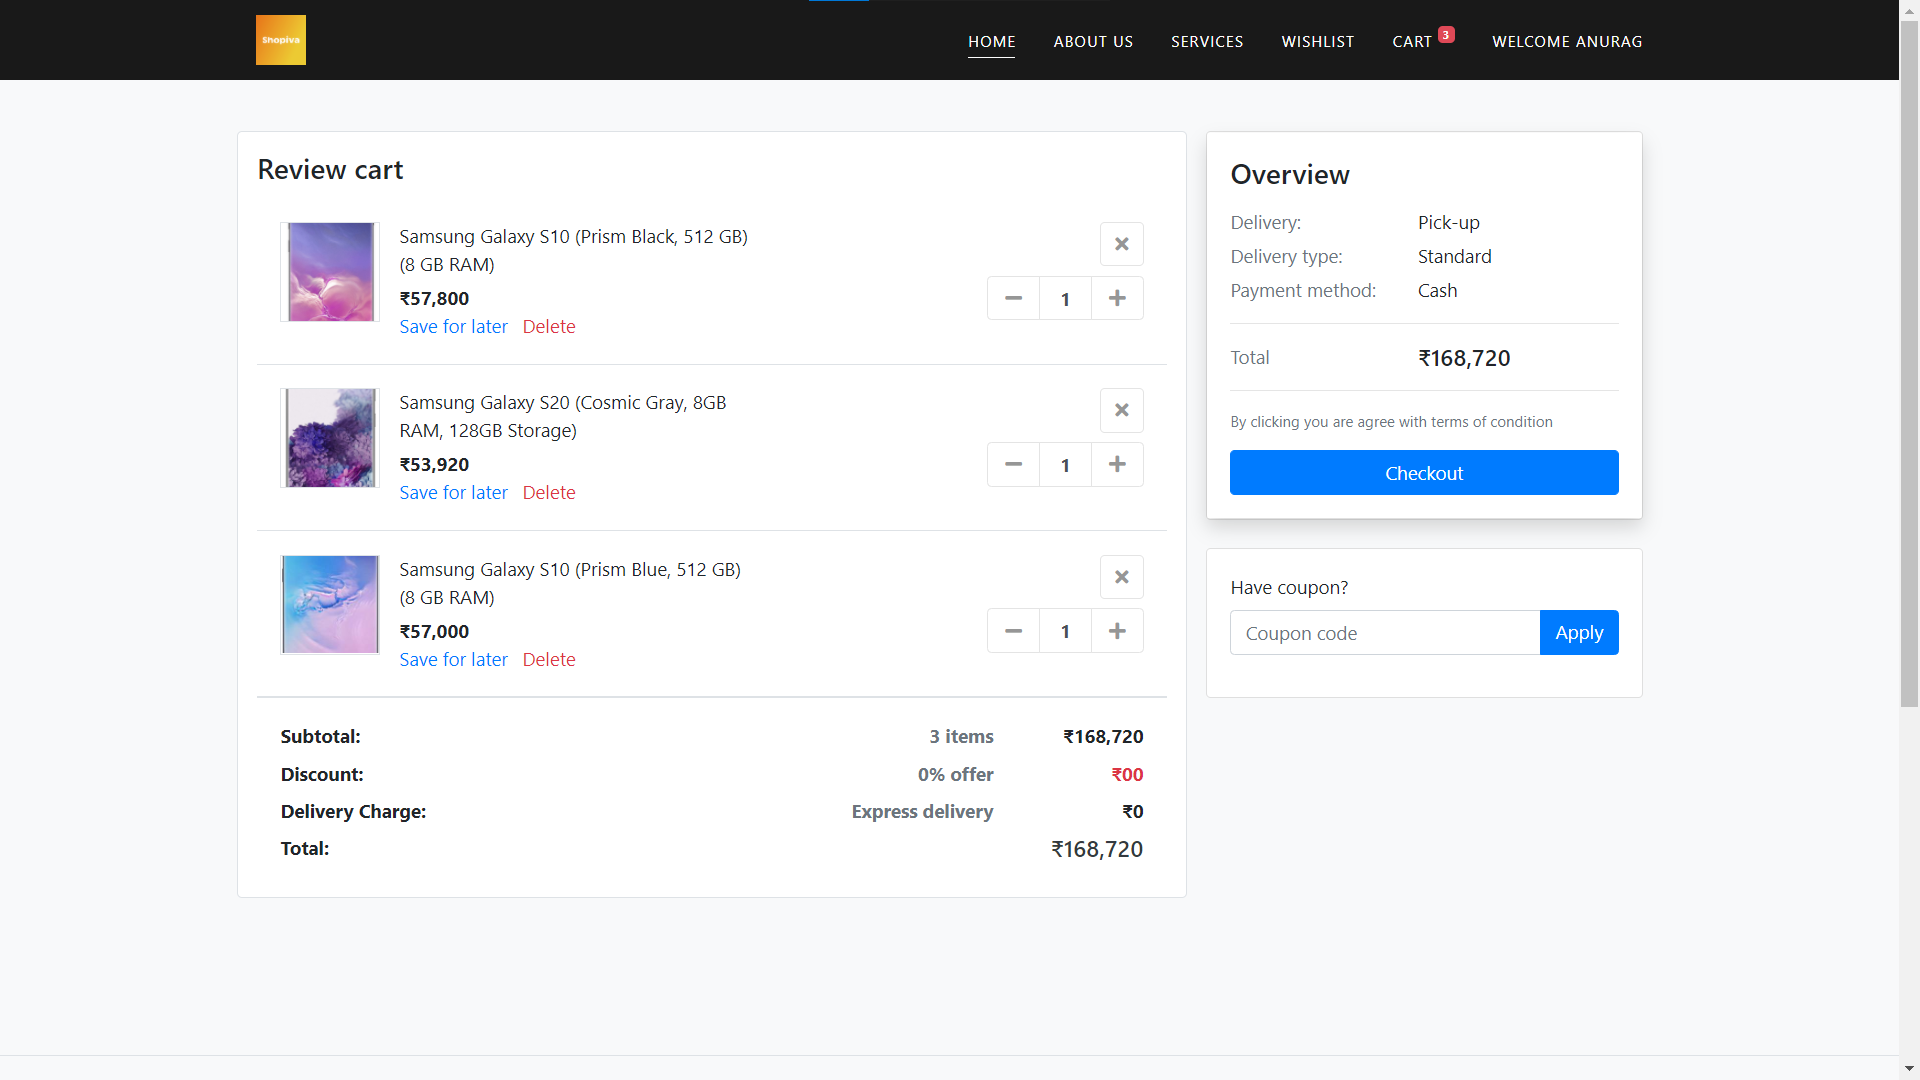 Shopiva
HOME
ABOUT US
SERVICES
WISHLIST
CART 3
WELCOME ANURAG
Review cart
Samsung Galaxy S10 (Prism Black, 512 GB)
(8 GB RAM)
₹57,800
Save for later Delete
1
Samsung Galaxy S20 (Cosmic Gray, 8GB
RAM, 128GB Storage)
₹53,920
Save for later Delete
1
Samsung Galaxy S10 (Prism Blue, 512 GB)
(8 GB RAM)
₹57,000
Save for later Delete
1
Subtotal: 3 items ₹168,720
Discount: 0% offer ₹00
Delivery Charge: Express delivery ₹0
Total: ₹168,720
Overview
Delivery: Pick-up
Delivery type: Standard
Payment method: Cash
Total ₹168,720
By clicking you are agree with terms of condition
Checkout
Have coupon?
Coupon code Apply